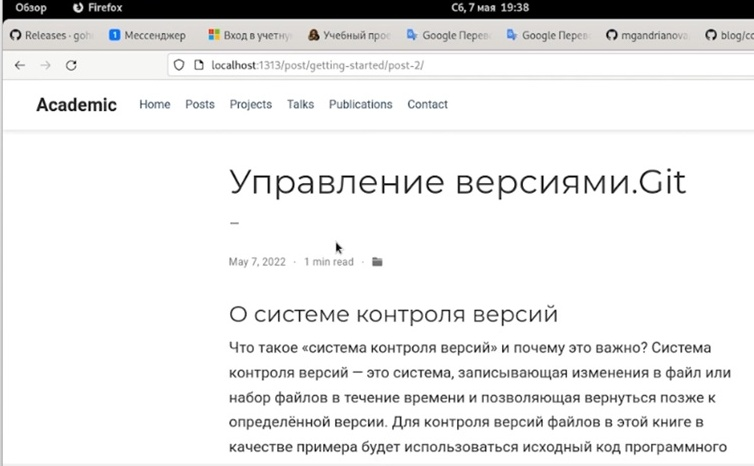 Обзор Firefox Сб, 7 мая 19:38
Releases · goh Мессенджер Вход в учетну Учебный прос Google Перев Google Перев mgandrianova blog/co
localhost:1313/post/getting-started/post-2/
Academic Home Posts Projects Talks Publications Contact
Управление версиями.Git
–
May 7, 2022 · 1 min read ·
О системе контроля версий
Что такое «система контроля версий» и почему это важно? Система
контроля версий — это система, записывающая изменения в файл или
набор файлов в течение времени и позволяющая вернуться позже к
определённой версии. Для контроля версий файлов в этой книге в
качестве примера будет использоваться исходный код программного